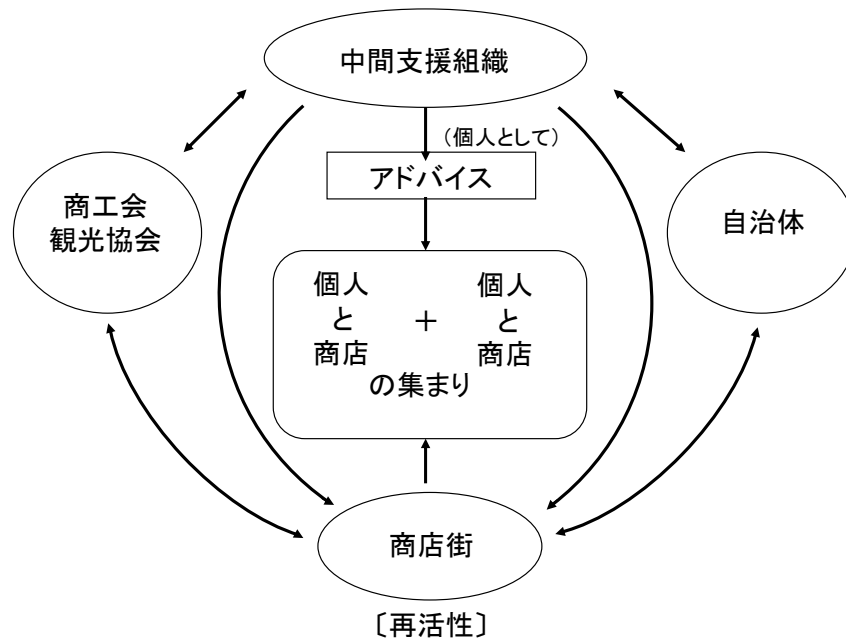 中間支援組織
（個人として）
アドバイス
商工会
観光協会
自治体
個人 個人
と ＋ と
商店 商店
の集まり
商店街
〔再活性〕